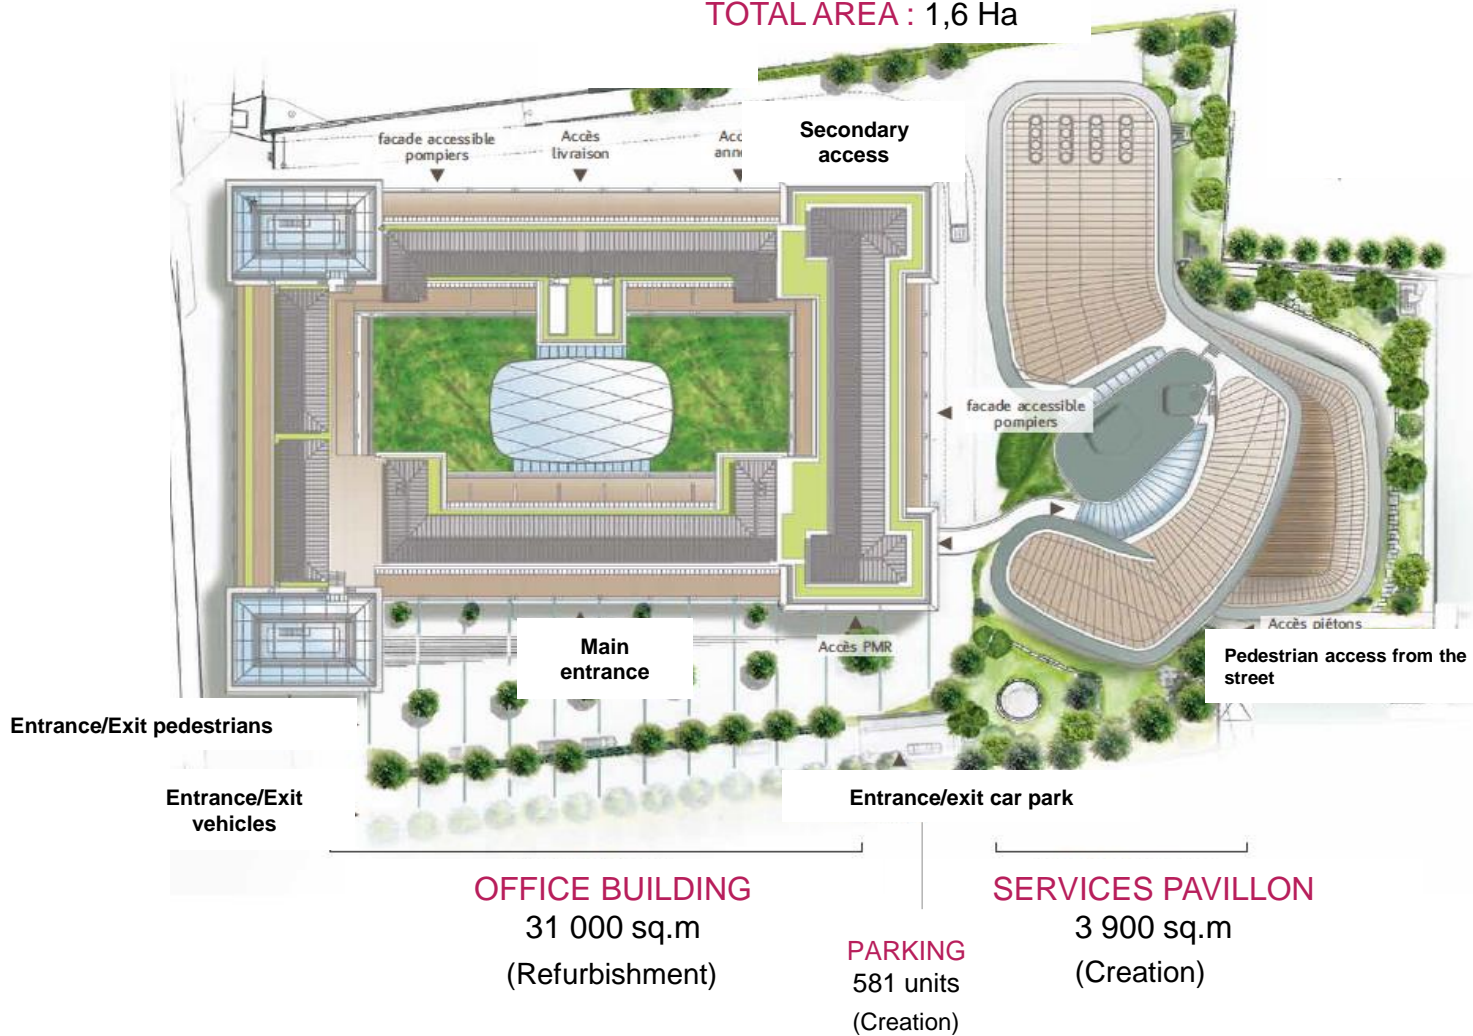 TOTAL AREA : 1,6 Ha
facade accessible
pompiers
Accès
livraison
Secondary
access
facade accessible
pompiers
Main
entrance
Accès PMR
Accès piétons
Pedestrian access from the
street
Entrance/Exit pedestrians
Entrance/Exit
vehicles
Entrance/exit car park
OFFICE BUILDING
31 000 sq.m
(Refurbishment)
PARKING
581 units
(Creation)
SERVICES PAVILLON
3 900 sq.m
(Creation)